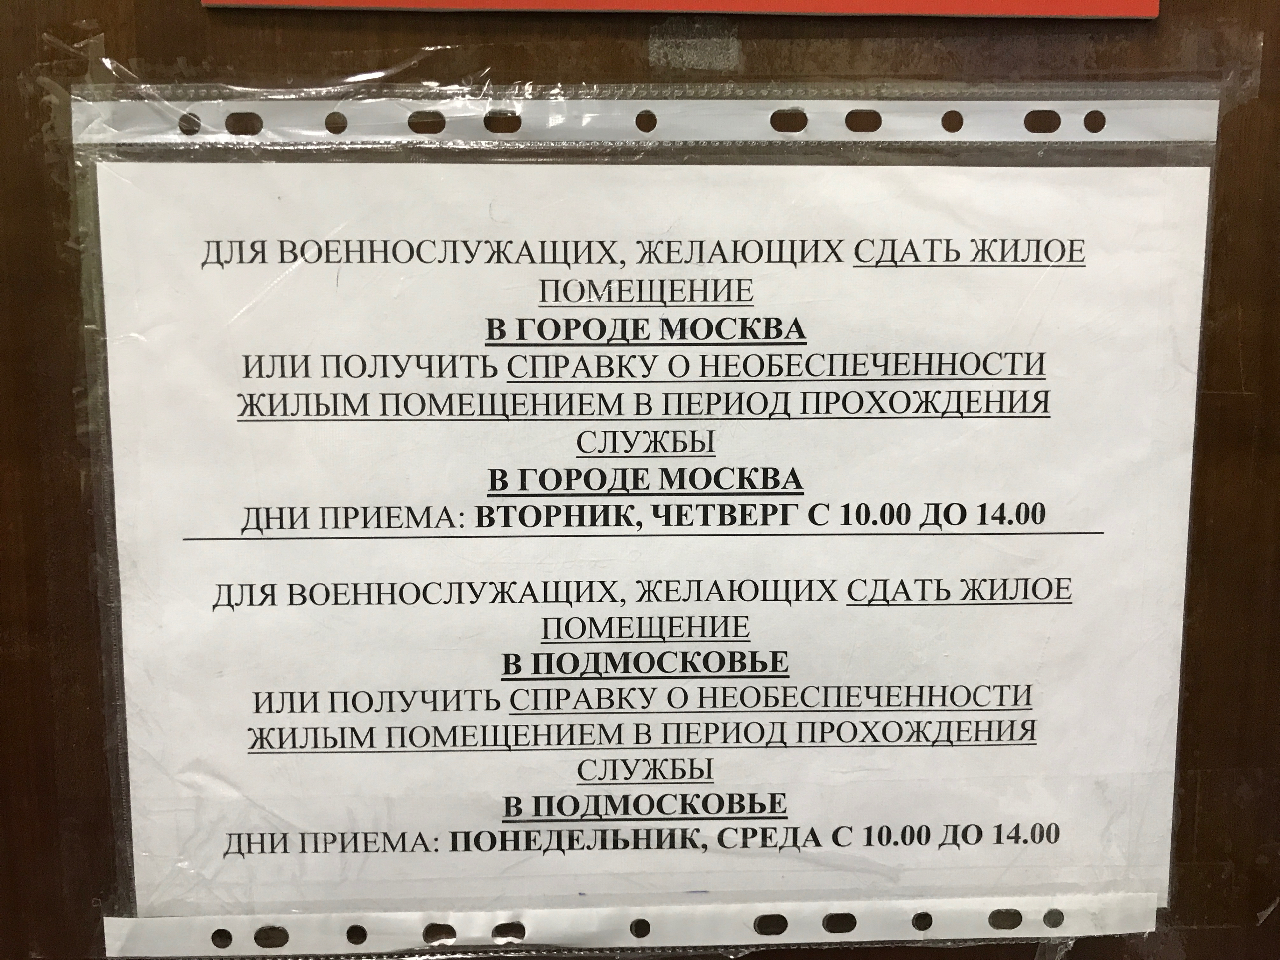 ДЛЯ ВОЕННОСЛУЖАЩИХ, ЖЕЛАЮЩИХ СДАТЬ ЖИЛОЕ
ПОМЕЩЕНИЕ
В ГОРОДЕ МОСКВА
ИЛИ ПОЛУЧИТЬ СПРАВКУ О НЕОБЕСПЕЧЕННОСТИ
ЖИЛЫМ ПОМЕЩЕНИЕМ В ПЕРИОД ПРОХОЖДЕНИЯ
СЛУЖБЫ
В ГОРОДЕ МОСКВА
ДНИ ПРИЕМА: ВТОРНИК, ЧЕТВЕРГ С 10.00 ДО 14.00
ДЛЯ ВОЕННОСЛУЖАЩИХ, ЖЕЛАЮЩИХ СДАТЬ ЖИЛОЕ
ПОМЕЩЕНИЕ
В ПОДМОСКОВЬЕ
ИЛИ ПОЛУЧИТЬ СПРАВКУ О НЕОБЕСПЕЧЕННОСТИ
ЖИЛЫМ ПОМЕЩЕНИЕМ В ПЕРИОД ПРОХОЖДЕНИЯ
СЛУЖБЫ
В ПОДМОСКОВЬЕ
ДНИ ПРИЕМА: ПОНЕДЕЛЬНИК, СРЕДА С 10.00 ДО 14.00